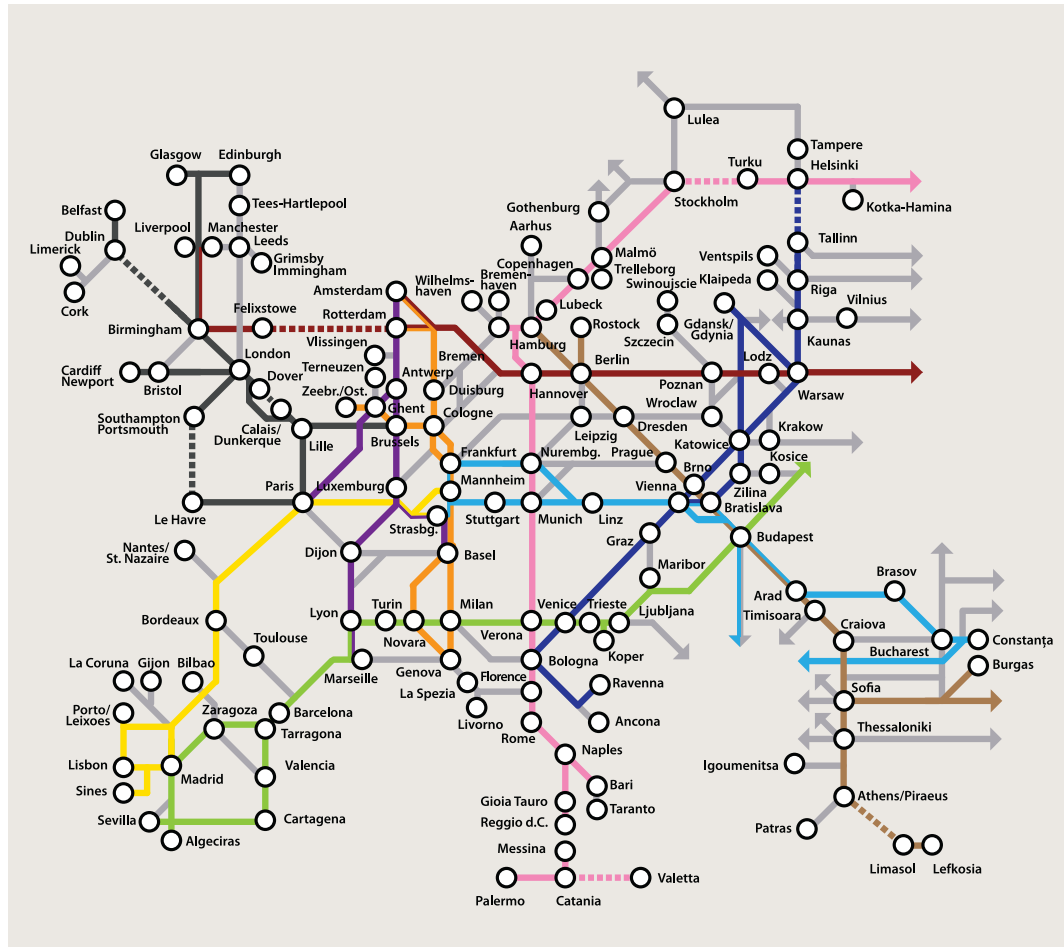 Lulea
Glasgow
Edinburgh
Tampere
Turku
Helsinki
Tees-Hartlepool
Stockholm
Kotka-Hamina
Belfast
Gothenburg
Dublin
Liverpool
Manchester
Aarhus
Limerick
Leeds
Tallinn
Grimsby
Immingham
Malmö
Ventspils
Copenhagen
Trelleborg
Wilhelms-
haven
Bremen-
haven
Swinoujscie
Klaipeda
Riga
Cork
Amsterdam
Lubeck
Vilnius
Felixstowe
Rotterdam
Rostock
Gdansk/
Gdynia
Birmingham
Hamburg
Szczecin
Kaunas
Vlissingen
London
Bremen
Berlin
Lodz
Cardiff
Newport
Bristol
Dover
Terneuzen
Antwerp
Poznan
Warsaw
Zeebr./Ost.
Duisburg
Hannover
Southampton
Portsmouth
Ghent
Cologne
Wroclaw
Calais/
Dunkerque
Lille
Brussels
Leipzig
Dresden
Krakow
Katowice
Frankfurt
Nurembg.
Prague
Kosice
Brno
Paris
Luxemburg
Mannheim
Vienna
Zilina
Le Havre
Strasbg.
Stuttgart
Munich
Linz
Bratislava
Graz
Budapest
Nantes/
St. Nazaire
Dijon
Basel
Maribor
Brasov
Arad
Timisoara
Bordeaux
Lyon
Turin
Milan
Venice
Trieste
Ljubljana
Craiova
Toulouse
Novara
Verona
Koper
Bucharest
Constanța
La Coruna
Gijon
Bilbao
Marseille
Genova
Bologna
Burgas
Florence
La Spezia
Ravenna
Sofia
Porto/
Leixoes
Zaragoza
Barcelona
Livorno
Tarragona
Rome
Ancona
Thessaloniki
Lisbon
Madrid
Valencia
Naples
Igoumenitsa
Sines
Bari
Gioia Tauro
Taranto
Athens/Piraeus
Sevilla
Cartagena
Reggio d.C.
Patras
Algeciras
Messina
Limasol
Lefkosia
Palermo
Catania
Valetta